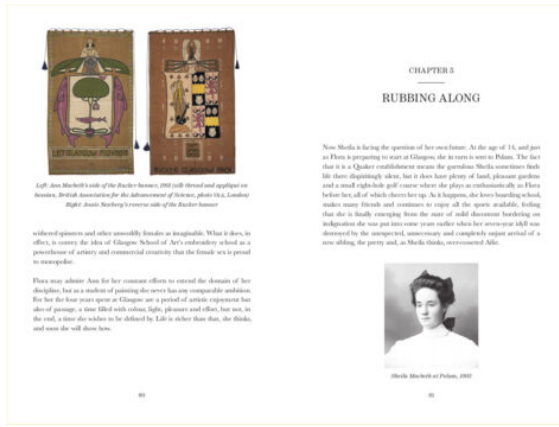 LET GLASGOW FLOURISH
Left: Ann Macbeth's side of the Rucker banner, 1901 (silk thread and appliqué on
hessian, British Association for the Advancement of Science, photo
Right: Jessie Newbery's reverse side of the Rucker banner
withered spinsters and other unworldly females as imaginable. What it does, in
effect, is convey the idea of Glasgow School of Art's embroidery school as a
powerhouse of artistry and commercial creativity that the female sex is proud
to monopolise.
Flora may admire Ann for her constant efforts to extend the domain of her
discipline, but as a student of painting she never has any comparable ambition.
For her the four years spent at Glasgow are a period of artistic enjoyment but
also of passage, a time filled with colour, light, pleasure and effort, but not, in
the end, a time she wishes to be defined by. Life is richer than that, she thinks,
and soon she will show how.
CHAPTER 5
RUBBING ALONG
Now Sheila is facing the question of her own future. At the age of 14, and just
as Flora is preparing to start at Glasgow, she in turn is sent to Polam. The fact
that it is a Quaker establishment means the garrulous Sheila sometimes finds
life there dispiritingly silent, but it does have plenty of land, pleasant gardens
and a small eight-hole golf course where she plays as enthusiastically as Flora
before her, all of which cheers her up. As it happens, she loves boarding school,
makes many friends and continues to enjoy all the sports available, feeling
that she is finally emerging from the state of mild discontent bordering on
indignation she was put into some years earlier when her seven-year idyll was
destroyed by the unexpected, unnecessary and completely unjust arrival of a
new sibling, the pretty and, as Sheila thinks, over-cosseted Alike.
Sheila Macbeth at Polam,